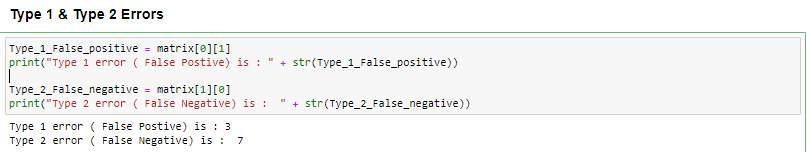 Type 1 & Type 2 Errors
Type_1_False_positive = matrix[0][1]
print("Type 1 error ( False Postive) is : " + str(Type_1_False_positive))
Type_2_False_negative = matrix[1][0]
print("Type 2 error ( False Negative) is :  " + str(Type_2_False_negative))
Type 1 error ( False Postive) is : 3
Type 2 error ( False Negative) is :  7